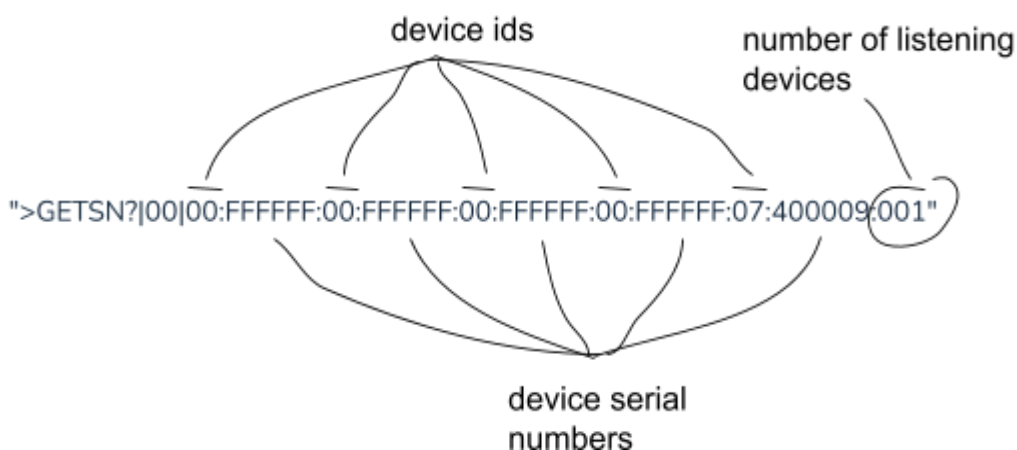 device ids
number of listening
devices
">GETSN?|00|00:FFFFFF:00:FFFFFF:00:FFFFFF:00:FFFFFF:07:400009:001"
device serial
numbers